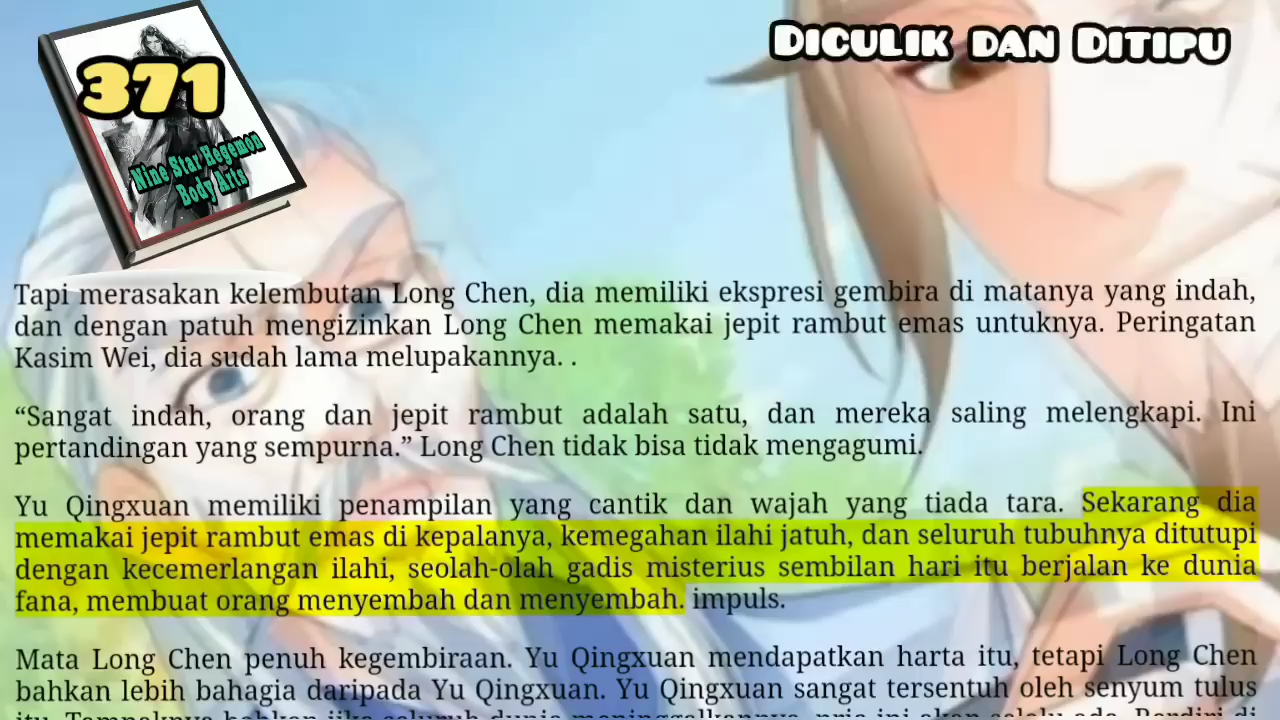 371
Nine Star Hegemon
Body Arts
Diculik dan Ditipu
Tapi merasakan kelembutan Long Chen, dia memiliki ekspresi gembira di matanya yang indah,
dan dengan patuh mengizinkan Long Chen memakai jepit rambut emas untuknya. Peringatan
Kasim Wei, dia sudah lama melupakannya. .
“Sangat indah, orang dan jepit rambut adalah satu, dan mereka saling melengkapi. Ini
pertandingan yang sempurna.” Long Chen tidak bisa tidak mengagumi.
Yu Qingxuan memiliki penampilan yang cantik dan wajah yang tiada tara. Sekarang dia
memakai jepit rambut emas di kepalanya, kemegahan ilahi jatuh, dan seluruh tubuhnya ditutupi
dengan kecemerlangan ilahi, seolah-olah gadis misterius sembilan hari itu berjalan ke dunia
fana, membuat orang menyembah dan menyembah. impuls.
Mata Long Chen penuh kegembiraan. Yu Qingxuan mendapatkan harta itu, tetapi Long Chen
bahkan lebih bahagia daripada Yu Qingxuan. Yu Qingxuan sangat tersentuh oleh senyum tulus